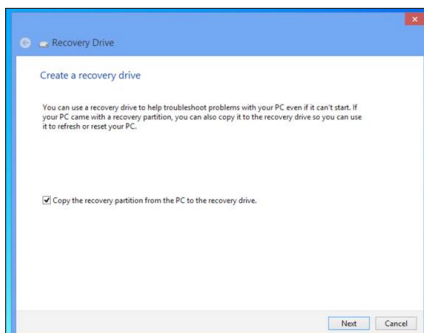 Recovery Drive
Create a recovery drive
You can use a recovery drive to help troubleshoot problems with your PC even if it can't start. If
your PC came with a recovery partition, you can also copy it to the recovery drive so you can use
it to refresh or reset your PC.
Copy the recovery partition from the PC to the recovery drive.
Next Cancel